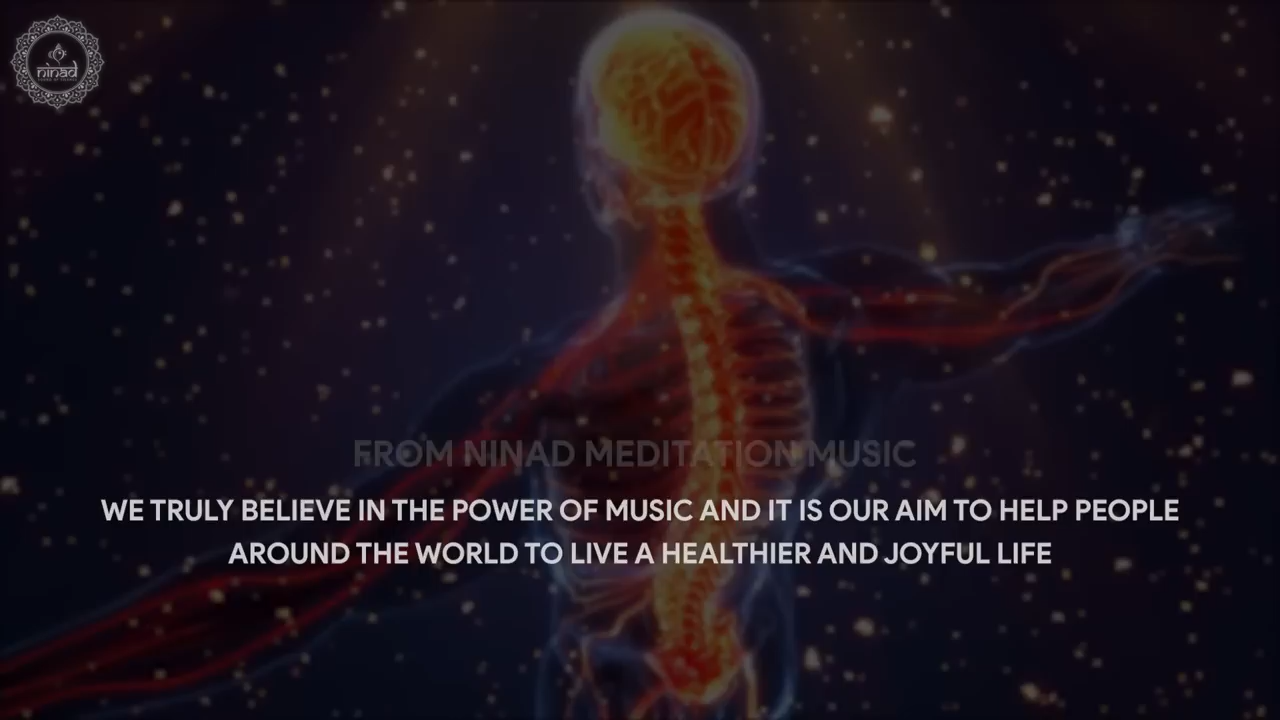 ninad
FROM NINAD MEDITATION MUSIC
WE TRULY BELIEVE IN THE POWER OF MUSIC AND IT IS OUR AIM TO HELP PEOPLE
AROUND THE WORLD TO LIVE A HEALTHIER AND JOYFUL LIFE